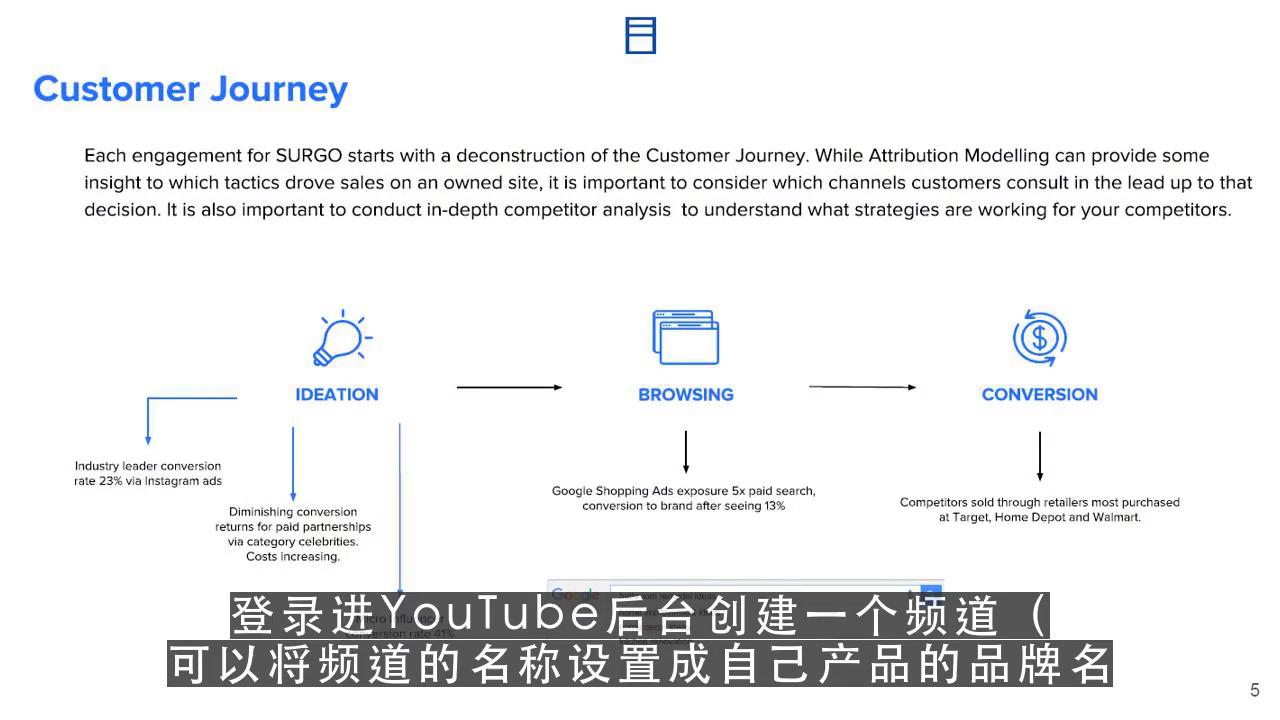 Customer Journey
Each engagement for SURGO starts with a deconstruction of the Customer Journey. While Attribution Modelling can provide some
insight to which tactics drove sales on an owned site, it is important to consider which channels customers consult in the lead up to that
decision. It is also important to conduct in-depth competitor analysis to understand what strategies are working for your competitors.
IDEATION
BROWSING
CONVERSION
Industry leader conversion
rate 23% via Instagram ads
Diminishing conversion
returns for paid partnerships
via category celebrities.
Costs increasing.
Google Shopping Ads exposure 5x paid search,
conversion to brand after seeing 13%
Competitors sold through retailers most purchased
at Target, Home Depot and Walmart.
Google
conversion rate 41%
登录进YouTube后台创建一个频道（
可以将频道的名称设置成自己产品的品牌名
5